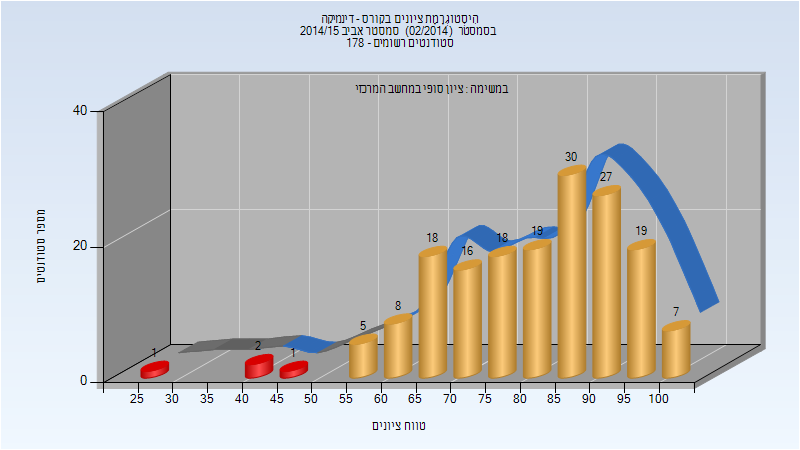 היסטוגרמת ציונים בקורס - דינמיקה
בסמסטר (02/2014) סמסטר אביב 2014/15
סטודנטים רשומים - 178
במשימה : ציון סופי במחשב המרכזי
מספר סטודנטים
40
20
0
1
2
1
5
8
18
16
18
19
30
27
19
7
25 30 35 40 45 50 55 60 65 70 75 80 85 90 95 100
טווח ציונים